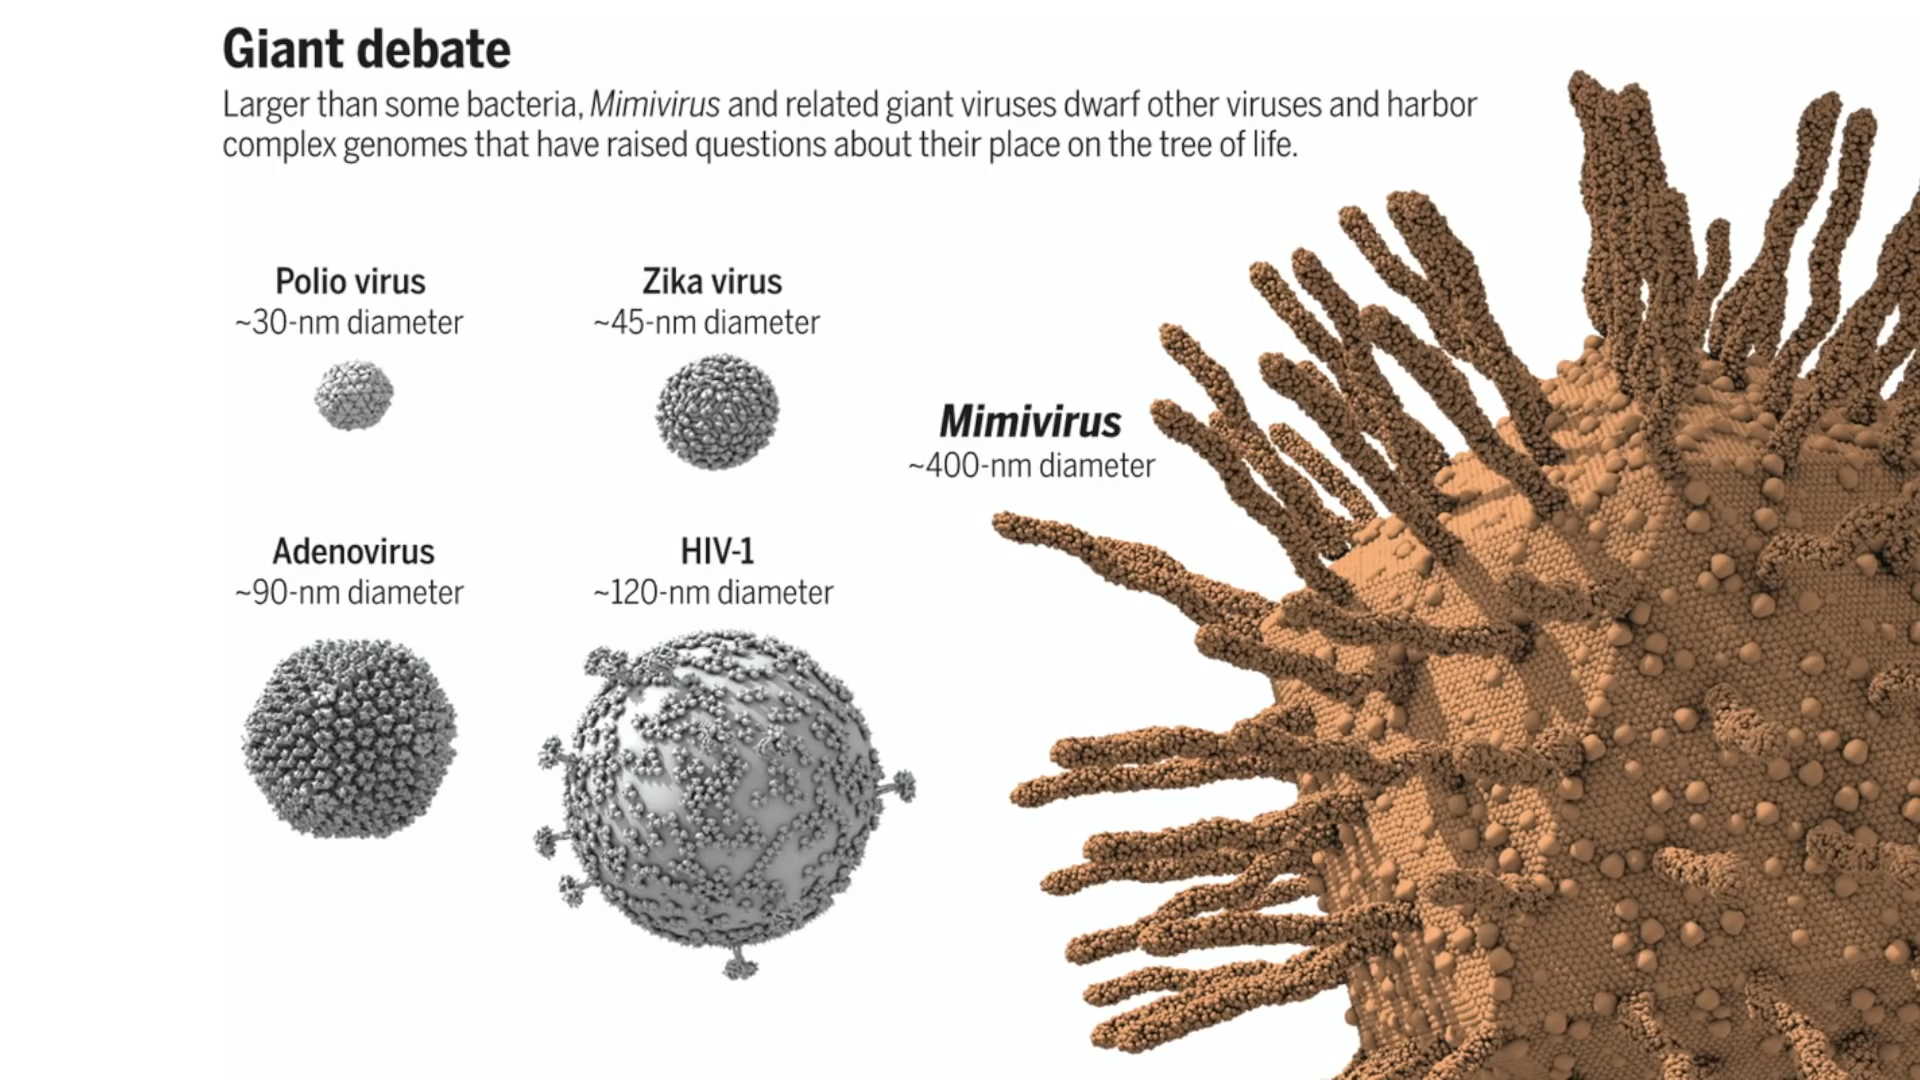 Giant debate
Larger than some bacteria, Mimivirus and related giant viruses dwarf other viruses and harbor
complex genomes that have raised questions about their place on the tree of life.
Polio virus
~30-nm diameter
Zika virus
~45-nm diameter
Mimivirus
~400-nm diameter
Adenovirus
~90-nm diameter
HIV-1
~120-nm diameter